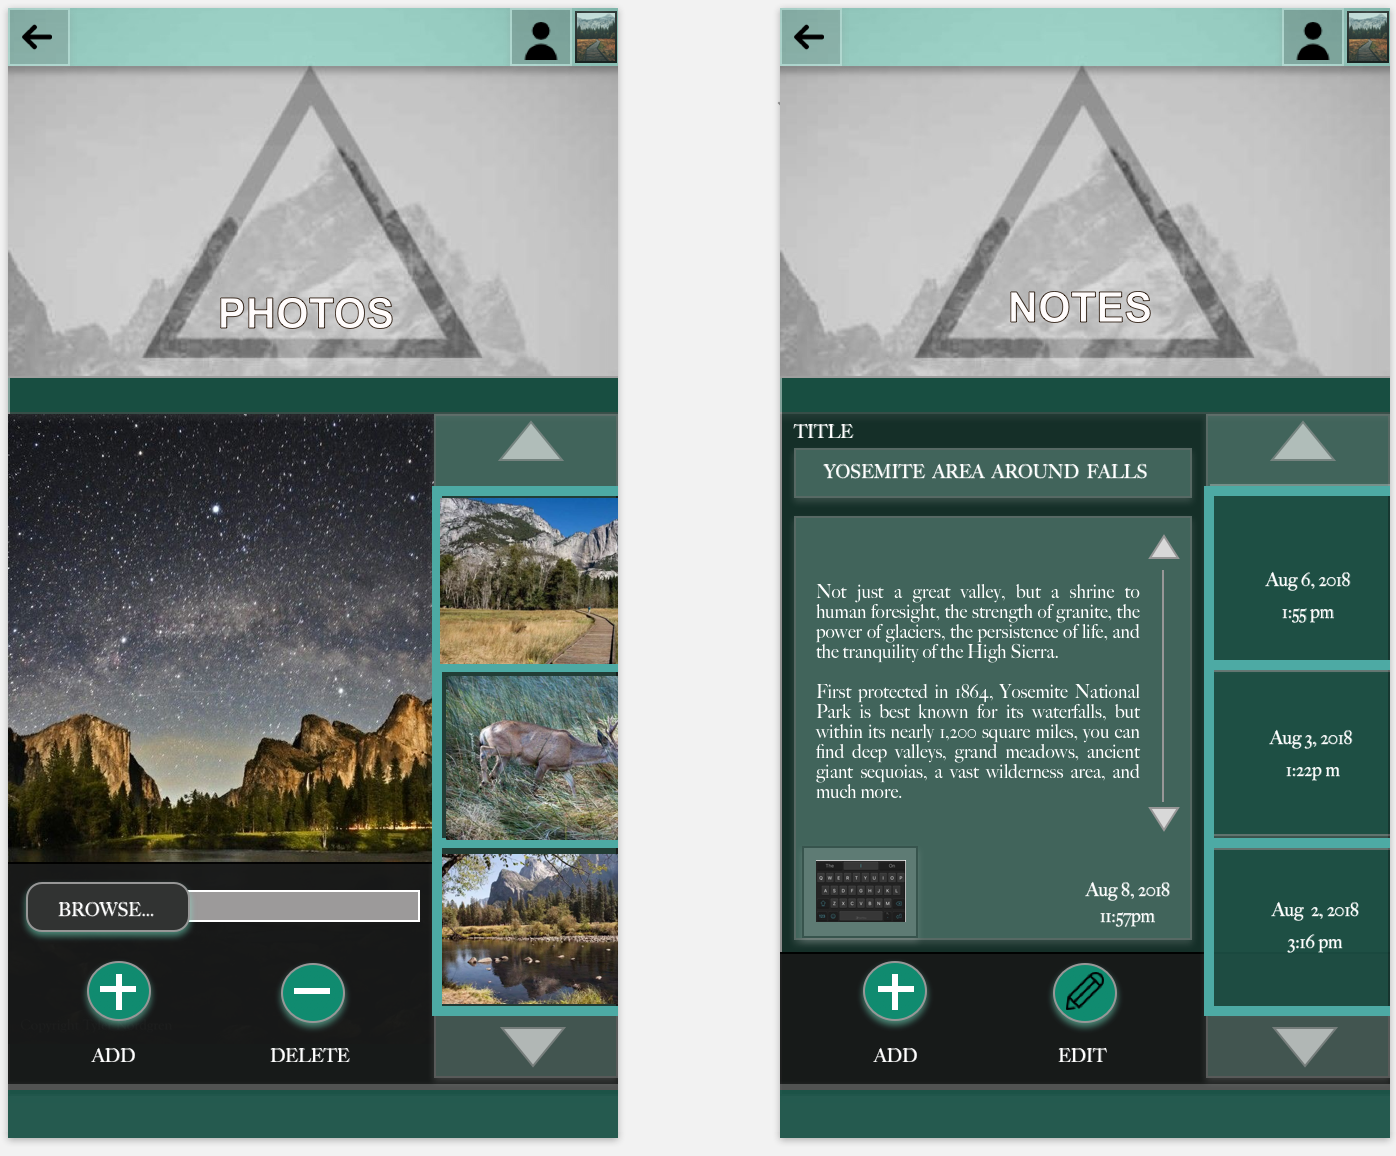 PHOTOS
BROWSE...
ADD
DELETE
NOTES
TITLE
YOSEMITE AREA AROUND FALLS
Not just a great valley, but a shrine to
human foresight, the strength of granite, the
power of glaciers, the persistence of life, and
the tranquility of the High Sierra.
First protected in 1864, Yosemite National
Park is best known for its waterfalls, but
within its nearly 1,200 square miles, you can
find deep valleys, grand meadows, ancient
giant sequoias, a vast wilderness area, and
much more.
Q W E R T Y U I O P
A S D F G H J K L
Z X C V B N M
Aug 8, 2018
11:57pm
Aug 6, 2018
1:55 pm
Aug 3, 2018
1:22p m
Aug 2, 2018
3:16 pm
ADD
EDIT